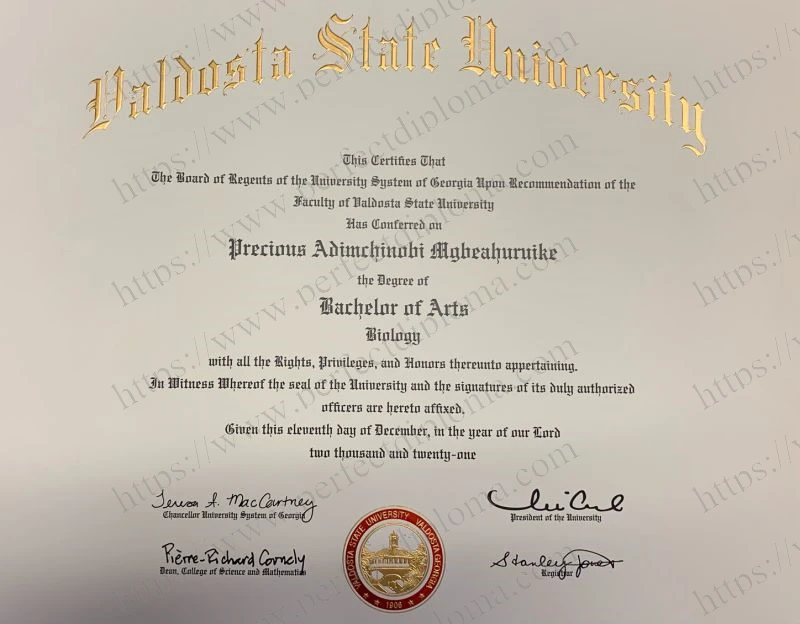 Valdosta State University
This Certifies That
The Board of Regents of the University System of Georgia Upon Recommendation of the
Faculty of Valdosta State University
Has Conferred on
Precious Adimchinobi Mgbeahuruike
the Degree of
Bachelor of Arts
Biology
with all the Rights, Privileges, and Honors thereunto appertaining.
In Witness Whereof the seal of the University and the signatures of its duly authorized
officers are hereto affixed.
Given this eleventh day of December, in the year of our Lord
two thousand and twenty-one
Teresa A. MacCartney
Chancellor University System of Georgia
President of the University
Pierre-Richard Cornely
Dean, College of Science and Mathematics
Stanley Jones
Registrar
VALDOSTA STATE UNIVERSITY VALDOSTA GEORGIA
1906
https://www.perfectdiploma.com